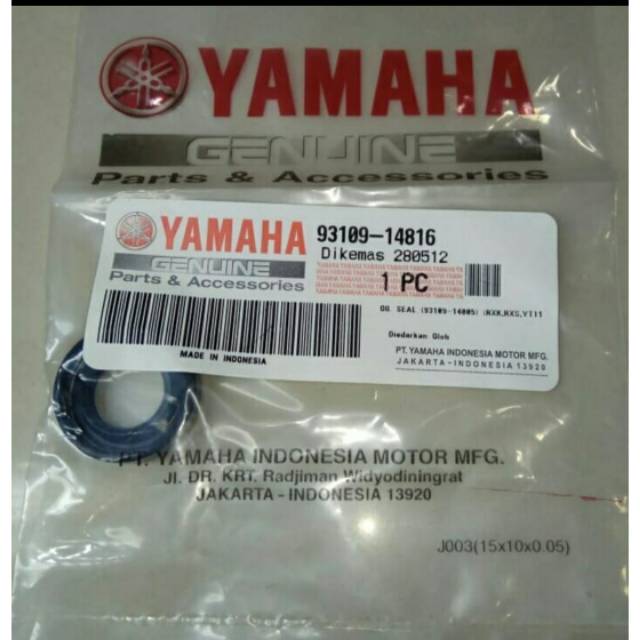 YAMAHA
GENUINE
Parts & Accessories
YAMAHA
GENUINE
Parts & Accessories
MADE IN INDONESIA
93109-14816
Dikemas 280512
1 PC
OG SEAL (93109-14805) (RXK,RXS,VT11
Diedarkan Oleh
PT. YAMAHA INDONESIA MOTOR MFG.
JAKARTA - INDONESIA 13920
PT. YAMAHA INDONESIA MOTOR MFG.
Jl. DR. KRT. Radjiman Widyodiningrat
JAKARTA - INDONESIA 13920
J003(15x10x0.05)